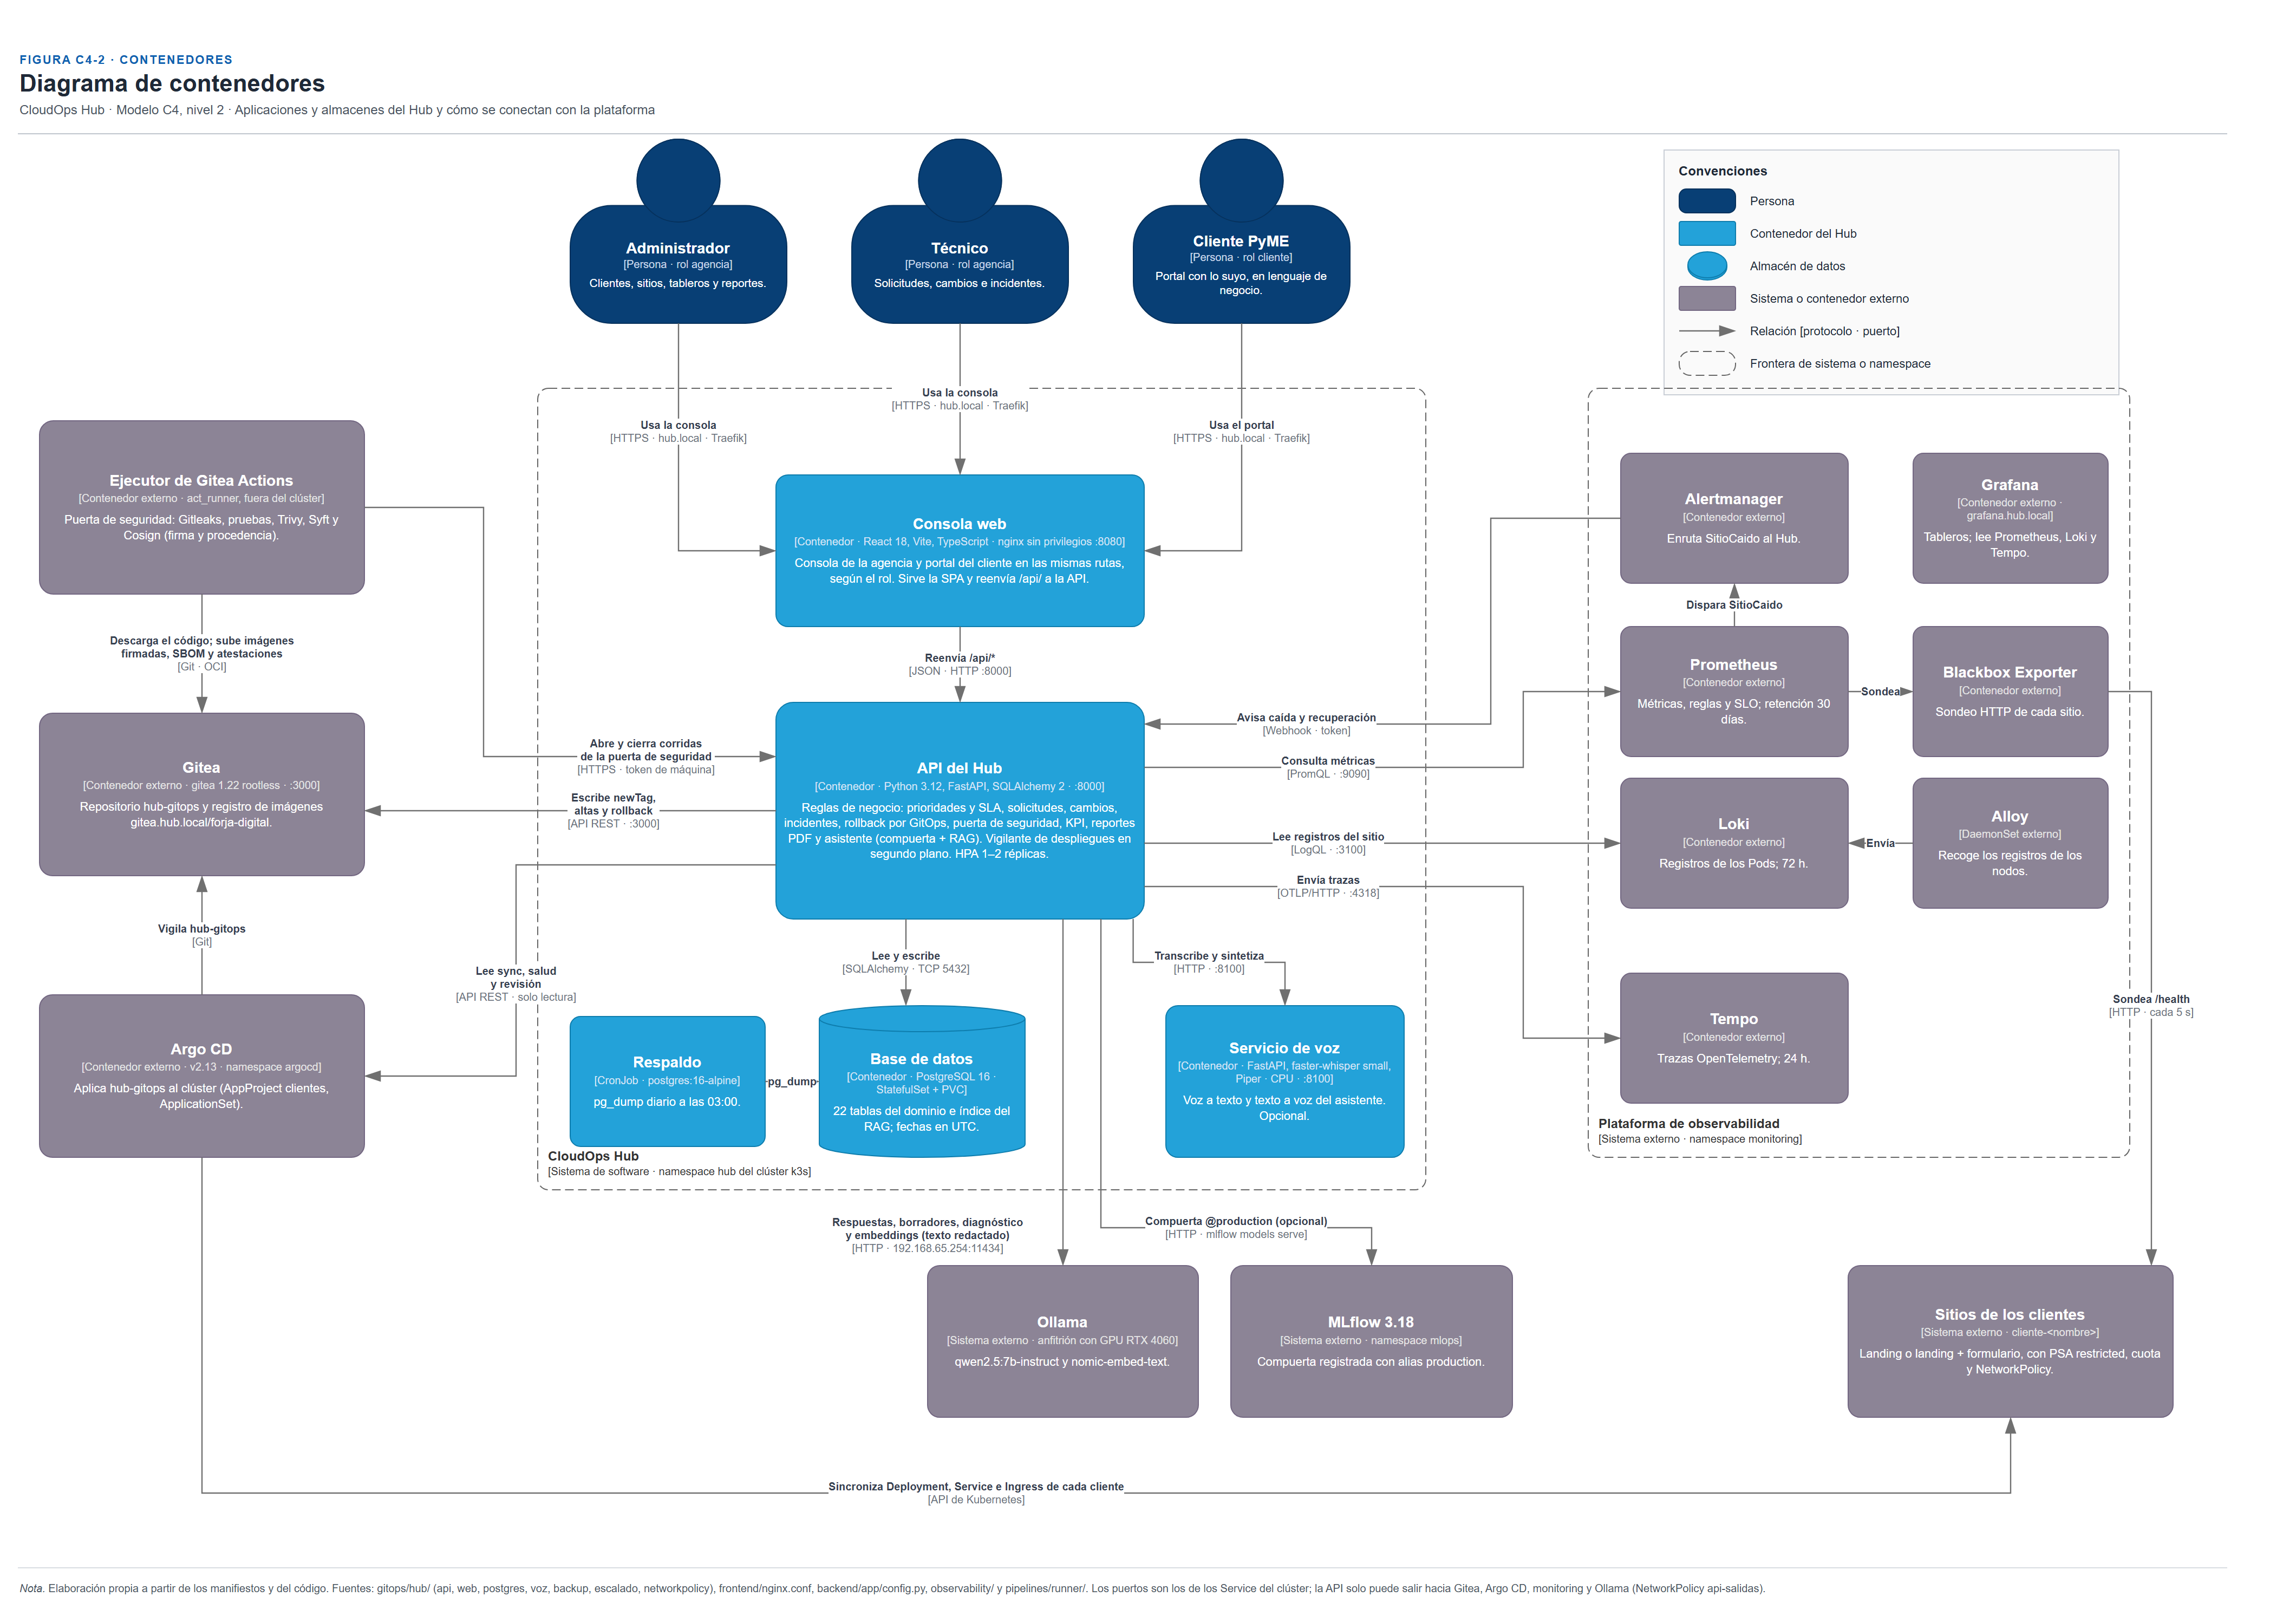 FIGURA C4-2 · CONTENEDORES
Diagrama de contenedores
CloudOps Hub · Modelo C4, nivel 2 · Aplicaciones y almacenes del Hub y cómo se conectan con la plataforma
Administrador
[Persona · rol agencia]
Clientes, sitios, tableros y reportes.
Técnico
[Persona · rol agencia]
Solicitudes, cambios e incidentes.
Cliente PyME
[Persona · rol cliente]
Portal con lo suyo, en lenguaje de
negocio.
Convenciones
Persona
Contenedor del Hub
Almacén de datos
Sistema o contenedor externo
Relación [protocolo · puerto]
Frontera de sistema o namespace
Usa la consola
[HTTPS · hub.local · Traefik]
Usa la consola
[HTTPS · hub.local · Traefik]
Usa el portal
[HTTPS · hub.local · Traefik]
Ejecutor de Gitea Actions
[Contenedor externo · act_runner, fuera del clúster]
Puerta de seguridad: Gitleaks, pruebas, Trivy, Syft y
Cosign (firma y procedencia).
Consola web
[Contenedor · React 18, Vite, TypeScript · nginx sin privilegios :8080]
Consola de la agencia y portal del cliente en las mismas rutas,
según el rol. Sirve la SPA y reenvía /api/ a la API.
Alertmanager
[Contenedor externo]
Enruta SitioCaido al Hub.
Grafana
[Contenedor externo ·
grafana.hub.local]
Tableros; lee Prometheus, Loki y
Tempo.
Dispara SitioCaido
Descarga el código; sube imágenes
firmadas, SBOM y atestaciones
[Git · OCI]
Reenvía /api/*
[JSON · HTTP :8000]
Prometheus
[Contenedor externo]
Métricas, reglas y SLO; retención 30
días.
Sondea
Blackbox Exporter
[Contenedor externo]
Sondeo HTTP de cada sitio.
Gitea
[Contenedor externo · gitea 1.22 rootless · :3000]
Repositorio hub-gitops y registro de imágenes
gitea.hub.local/forja-digital.
Abre y cierra corridas
de la puerta de seguridad
[HTTPS · token de máquina]
Escribe newTag,
altas y rollback
[API REST · :3000]
API del Hub
[Contenedor · Python 3.12, FastAPI, SQLAlchemy 2 · :8000]
Reglas de negocio: prioridades y SLA, solicitudes, cambios,
incidentes, rollback por GitOps, puerta de seguridad, KPI, reportes
PDF y asistente (compuerta + RAG). Vigilante de despliegues en
segundo plano. HPA 1–2 réplicas.
Avisa caída y recuperación
[Webhook · token]
Consulta métricas
[PromQL · :9090]
Lee registros del sitio
[LogQL · :3100]
Envía trazas
[OTLP/HTTP · :4318]
Loki
[Contenedor externo]
Registros de los Pods; 72 h.
Envía
Alloy
[DaemonSet externo]
Recoge los registros de los
nodos.
Vigila hub-gitops
[Git]
Lee sync, salud
y revisión
[API REST · solo lectura]
Lee y escribe
[SQLAlchemy · TCP 5432]
Transcribe y sintetiza
[HTTP · :8100]
Sondea /health
[HTTP · cada 5 s]
Argo CD
[Contenedor externo · v2.13 · namespace argocd]
Aplica hub-gitops al clúster (AppProject clientes,
ApplicationSet).
Respaldo
[CronJob · postgres:16-alpine]
pg_dump diario a las 03:00.
pg_dump
Base de datos
[Contenedor · PostgreSQL 16 ·
StatefulSet + PVC]
22 tablas del dominio e índice del
RAG; fechas en UTC.
Servicio de voz
[Contenedor · FastAPI, faster-whisper small,
Piper · CPU · :8100]
Voz a texto y texto a voz del asistente.
Opcional.
Tempo
[Contenedor externo]
Trazas OpenTelemetry; 24 h.
Plataforma de observabilidad
[Sistema externo · namespace monitoring]
CloudOps Hub
[Sistema de software · namespace hub del clúster k3s]
Respuestas, borradores, diagnóstico
y embeddings (texto redactado)
[HTTP · 192.168.65.254:11434]
Compuerta @production (opcional)
[HTTP · mlflow models serve]
Ollama
[Sistema externo · anfitrión con GPU RTX 4060]
qwen2.5:7b-instruct y nomic-embed-text.
MLflow 3.18
[Sistema externo · namespace mlops]
Compuerta registrada con alias production.
Sitios de los clientes
[Sistema externo · cliente-<nombre>]
Landing o landing + formulario, con PSA restricted, cuota
y NetworkPolicy.
Sincroniza Deployment, Service e Ingress de cada cliente
[API de Kubernetes]
Nota. Elaboración propia a partir de los manifiestos y del código. Fuentes: gitops/hub/ (api, web, postgres, voz, backup, escalado, networkpolicy), frontend/nginx.conf, backend/app/config.py, observability/ y pipelines/runner/. Los puertos son los de los Service del clúster; la API solo puede salir hacia Gitea, Argo CD, monitoring y Ollama (NetworkPolicy api-salidas).